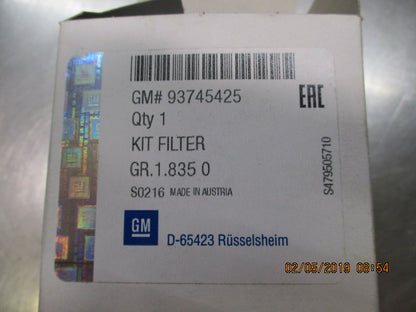 GM# 93745425
Qty 1
KIT FILTER
GR.1.835 0
S0216 MADE IN AUSTRIA
GM
D-65423 Rüsselsheim
EAC
S479505710
02/05/2019 08:54